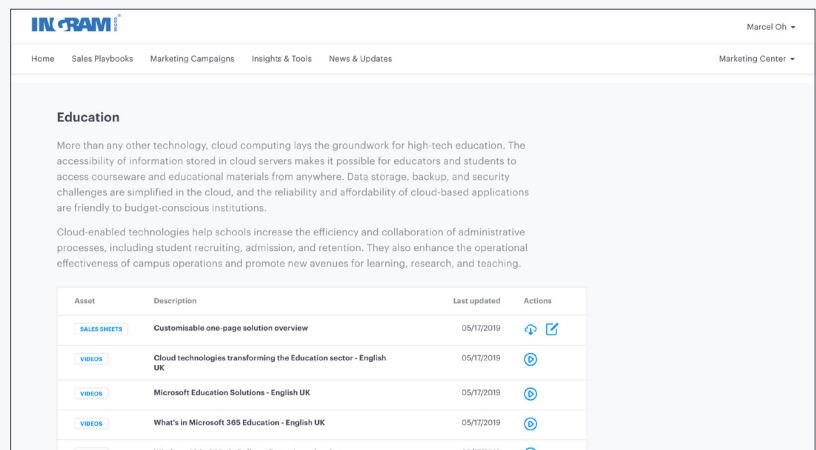 INGRAM MICRO
Marcel Oh
Home Sales Playbooks Marketing Campaigns Insights & Tools News & Updates Marketing Center
Education
More than any other technology, cloud computing lays the groundwork for high-tech education. The
accessibility of information stored in cloud servers makes it possible for educators and students to
access courseware and educational materials from anywhere. Data storage, backup, and security
challenges are simplified in the cloud, and the reliability and affordability of cloud-based applications
are friendly to budget-conscious institutions.
Cloud-enabled technologies help schools increase the efficiency and collaboration of administrative
processes, including student recruiting, admission, and retention. They also enhance the operational
effectiveness of campus operations and promote new avenues for learning, research, and teaching.
Asset Description Last updated Actions
SALES SHEETS Customisable one-page solution overview 05/17/2019
VIDEOS Cloud technologies transforming the Education sector - English 05/17/2019
UK
VIDEOS Microsoft Education Solutions - English UK 05/17/2019
VIDEOS What's in Microsoft 365 Education - English UK 05/17/2019